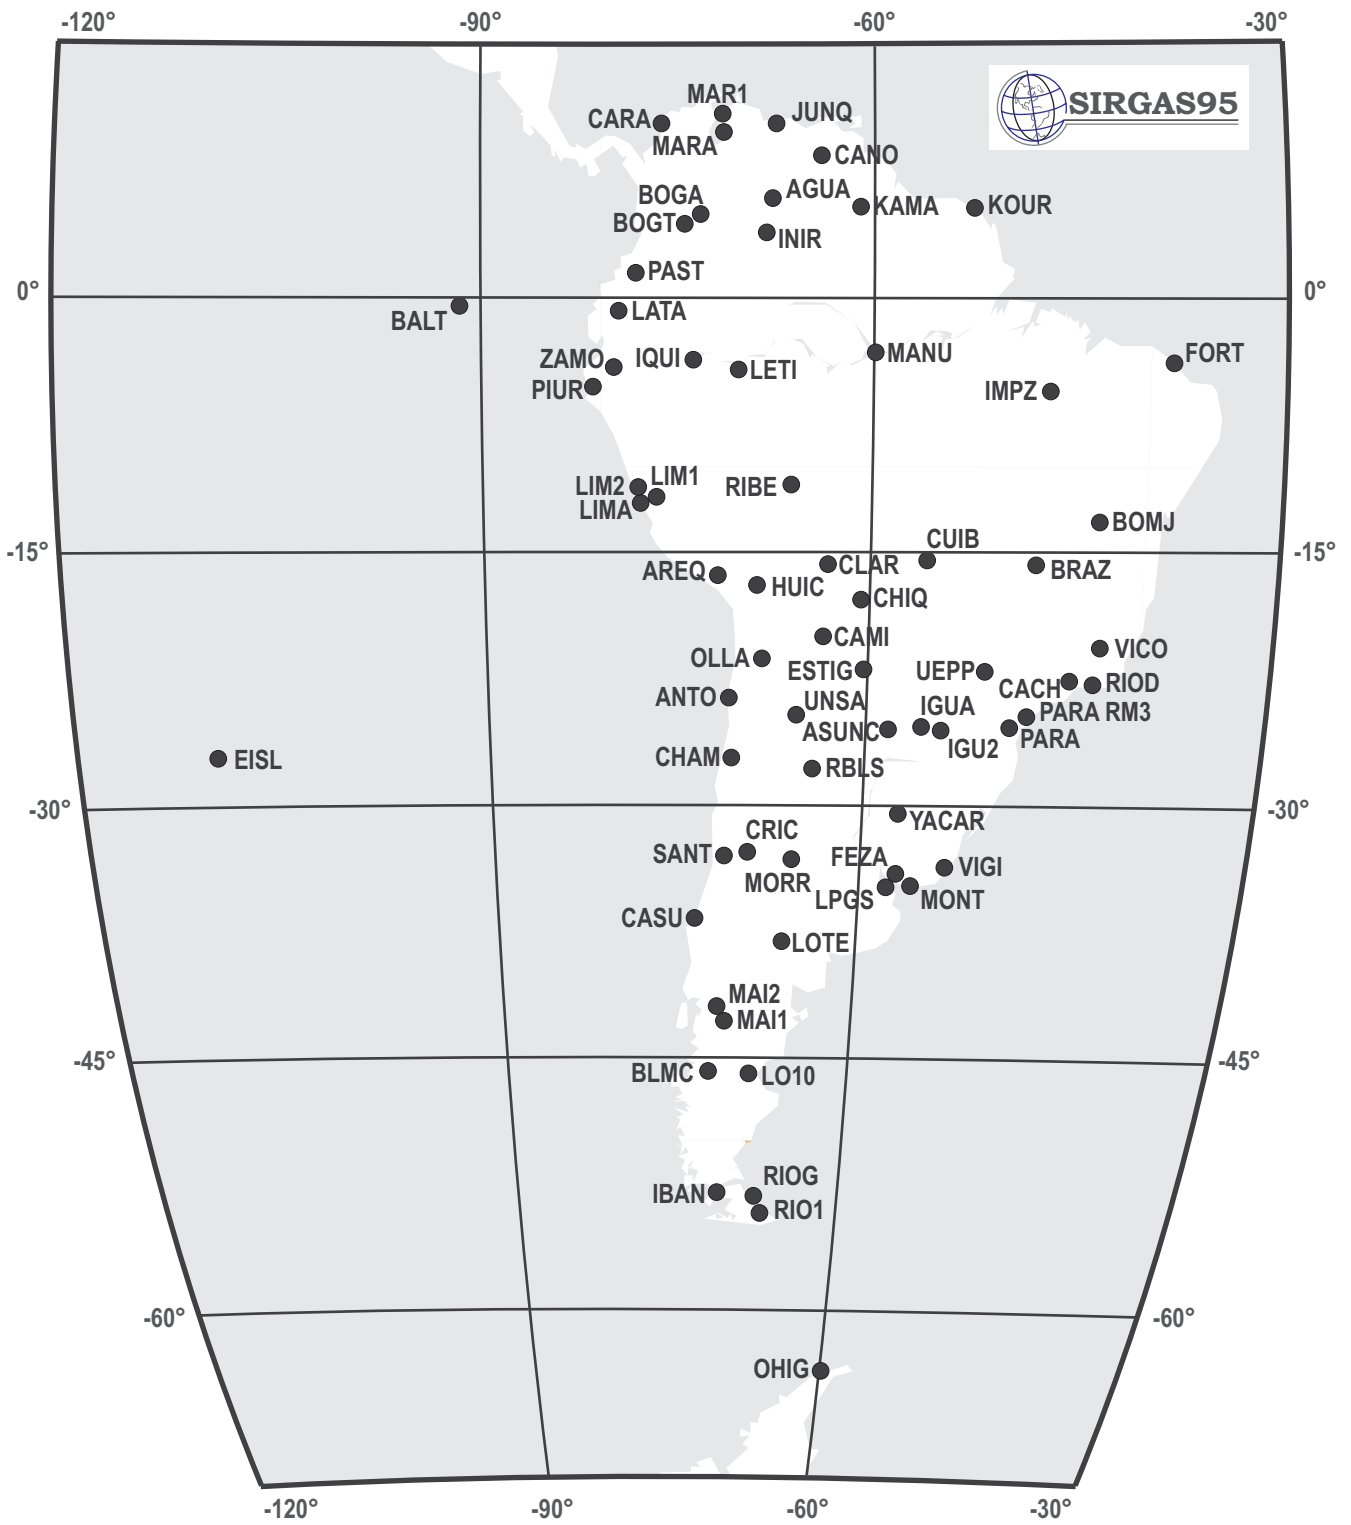 -120° -90° -60° -30°
SIRGAS95
MAR1
CARA JUNQ
MARA
CANO
AGUA
BOGA
KAMA KOUR
BOGT
INIR
PAST
0° 0°
LATA
BALT
ZAMO IQUI MANU FORT
LETI
PIUR IMPZ
LIM1
LIM2 RIBE
LIMA
BOMJ
CUIB
-15° -15°
CLAR
AREQ BRAZ
HUIC
CHIQ
CAMI
VICO
OLLA
ESTIG UEPP
CACH RIOD
ANTO UNSA
IGUA PARA RM3
ASUNC
IGU2 PARA
CHAM
EISL
RBLS
-30° -30°
YACAR
CRIC
SANT FEZA
VIGI
MORR
LPGS MONT
CASU
LOTE
MAI2
MAI1
-45° -45°
BLMC LO10
RIOG
IBAN
RIO1
-60° -60°
OHIG
-120° -90° -60° -30°